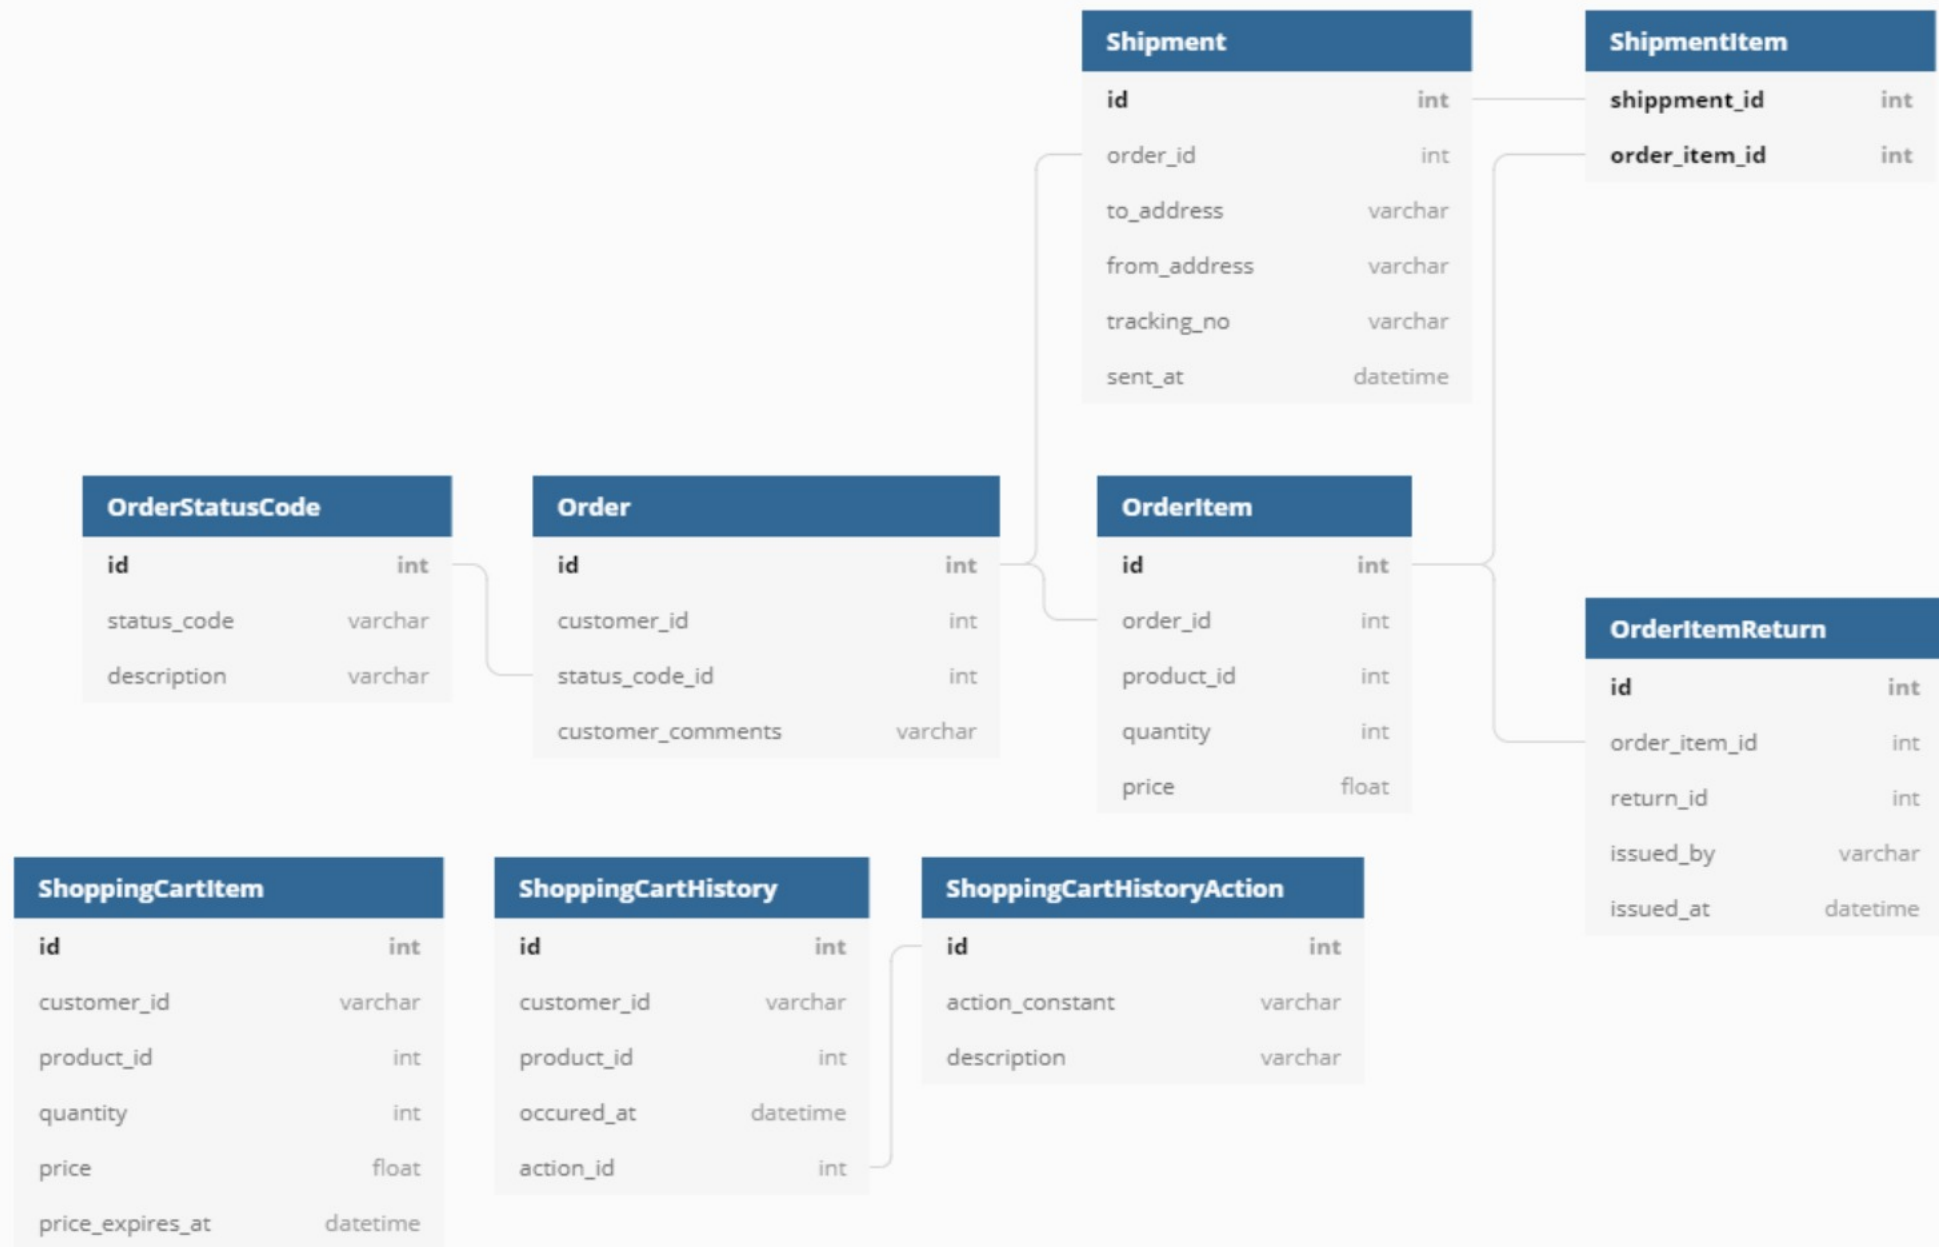 Shipment
id int
order_id int
to_address varchar
from_address varchar
tracking_no varchar
sent_at datetime
ShipmentItem
shippment_id int
order_item_id int
OrderStatusCode
id int
status_code varchar
description varchar
Order
id int
customer_id int
status_code_id int
customer_comments varchar
OrderItem
id int
order_id int
product_id int
quantity int
price float
OrderItemReturn
id int
order_item_id int
return_id int
issued_by varchar
issued_at datetime
ShoppingCartItem
id int
customer_id varchar
product_id int
quantity int
price float
price_expires_at datetime
ShoppingCartHistory
id int
customer_id varchar
product_id int
occured_at datetime
action_id int
ShoppingCartHistoryAction
id int
action_constant varchar
description varchar